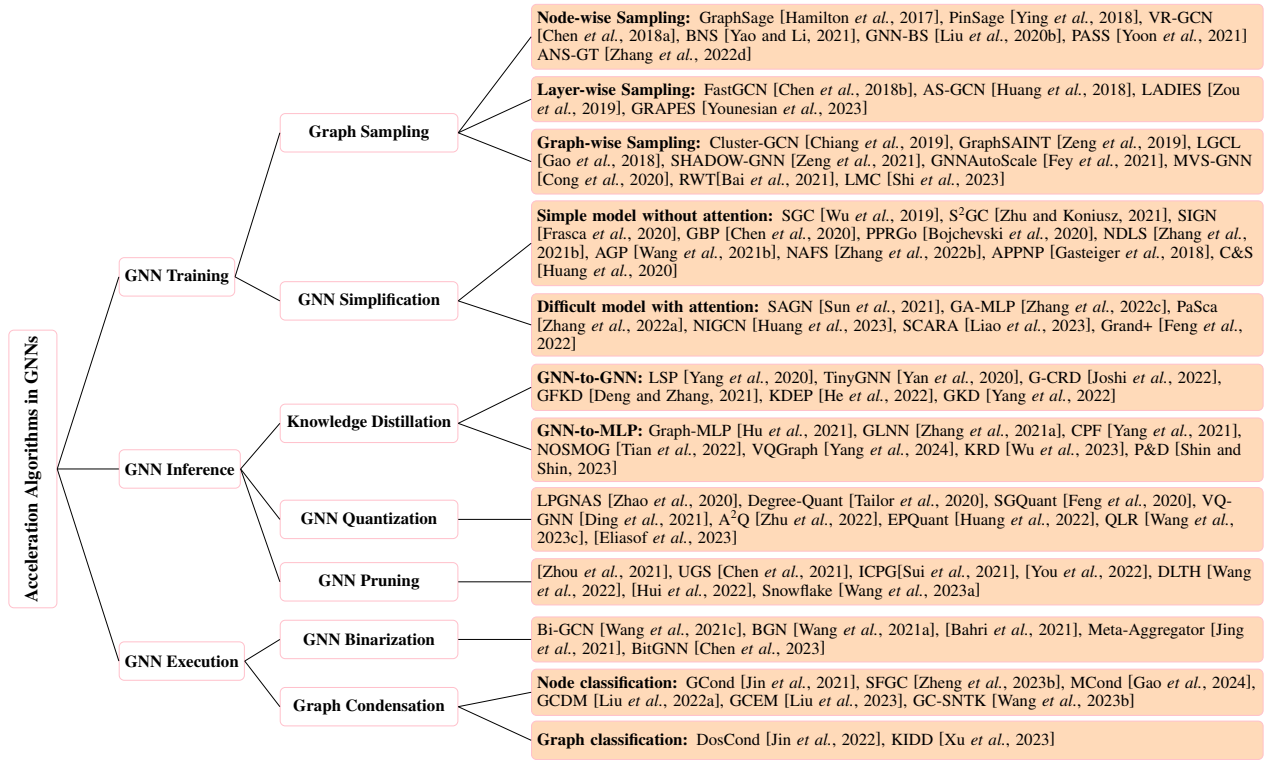 Acceleration Algorithms in GNNs
GNN Training
Graph Sampling
Node-wise Sampling: GraphSage [Hamilton et al., 2017], PinSage [Ying et al., 2018], VR-GCN
[Chen et al., 2018a], BNS [Yao and Li, 2021], GNN-BS [Liu et al., 2020b], PASS [Yoon et al., 2021]
ANS-GT [Zhang et al., 2022d]
Layer-wise Sampling: FastGCN [Chen et al., 2018b], AS-GCN [Huang et al., 2018], LADIES [Zou
et al., 2019], GRAPES [Younesian et al., 2023]
Graph-wise Sampling: Cluster-GCN [Chiang et al., 2019], GraphSAINT [Zeng et al., 2019], LGCL
[Gao et al., 2018], SHADOW-GNN [Zeng et al., 2021], GNNAutoScale [Fey et al., 2021], MVS-GNN
[Cong et al., 2020], RWT[Bai et al., 2021], LMC [Shi et al., 2023]
GNN Simplification
Simple model without attention: SGC [Wu et al., 2019], S²GC [Zhu and Koniusz, 2021], SIGN
[Frasca et al., 2020], GBP [Chen et al., 2020], PPRGo [Bojchevski et al., 2020], NDLS [Zhang et al.,
2021b], AGP [Wang et al., 2021b], NAFS [Zhang et al., 2022b], APPNP [Gasteiger et al., 2018], C&S
[Huang et al., 2020]
Difficult model with attention: SAGN [Sun et al., 2021], GA-MLP [Zhang et al., 2022c], PaSca
[Zhang et al., 2022a], NIGCN [Huang et al., 2023], SCARA [Liao et al., 2023], Grand+ [Feng et al.,
2022]
GNN Inference
Knowledge Distillation
GNN-to-GNN: LSP [Yang et al., 2020], TinyGNN [Yan et al., 2020], G-CRD [Joshi et al., 2022],
GFKD [Deng and Zhang, 2021], KDEP [He et al., 2022], GKD [Yang et al., 2022]
GNN-to-MLP: Graph-MLP [Hu et al., 2021], GLNN [Zhang et al., 2021a], CPF [Yang et al., 2021],
NOSMOG [Tian et al., 2022], VQGraph [Yang et al., 2024], KRD [Wu et al., 2023], P&D [Shin and
Shin, 2023]
GNN Quantization
LPGNAS [Zhao et al., 2020], Degree-Quant [Tailor et al., 2020], SGQuant [Feng et al., 2020], VQ-
GNN [Ding et al., 2021], A²Q [Zhu et al., 2022], EPQuant [Huang et al., 2022], QLR [Wang et al.,
2023c], [Eliasof et al., 2023]
GNN Pruning
[Zhou et al., 2021], UGS [Chen et al., 2021], ICPG[Sui et al., 2021], [You et al., 2022], DLTH [Wang
et al., 2022], [Hui et al., 2022], Snowflake [Wang et al., 2023a]
GNN Execution
GNN Binarization
Bi-GCN [Wang et al., 2021c], BGN [Wang et al., 2021a], [Bahri et al., 2021], Meta-Aggregator [Jing
et al., 2021], BitGNN [Chen et al., 2023]
Graph Condensation
Node classification: GCond [Jin et al., 2021], SFGC [Zheng et al., 2023b], MCond [Gao et al., 2024],
GCDM [Liu et al., 2022a], GCEM [Liu et al., 2023], GC-SNTK [Wang et al., 2023b]
Graph classification: DosCond [Jin et al., 2022], KIDD [Xu et al., 2023]